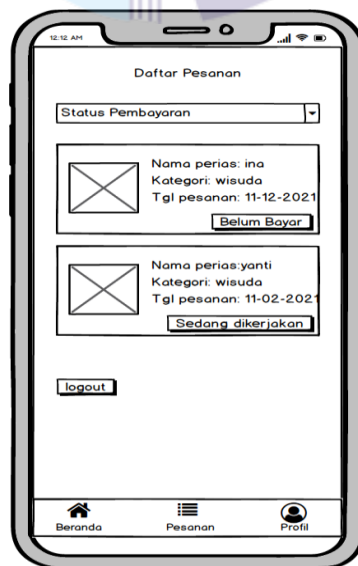 12:12 AM
Daftar Pesanan
Status Pembayaran
Nama perias: ina
Kategori: wisuda
Tgl pesanan: 11-12-2021
Belum Bayar
Nama perias:yanti
Kategori: wisuda
Tgl pesanan: 11-02-2021
Sedang dikerjakan
logout
Beranda
Pesanan
Profil